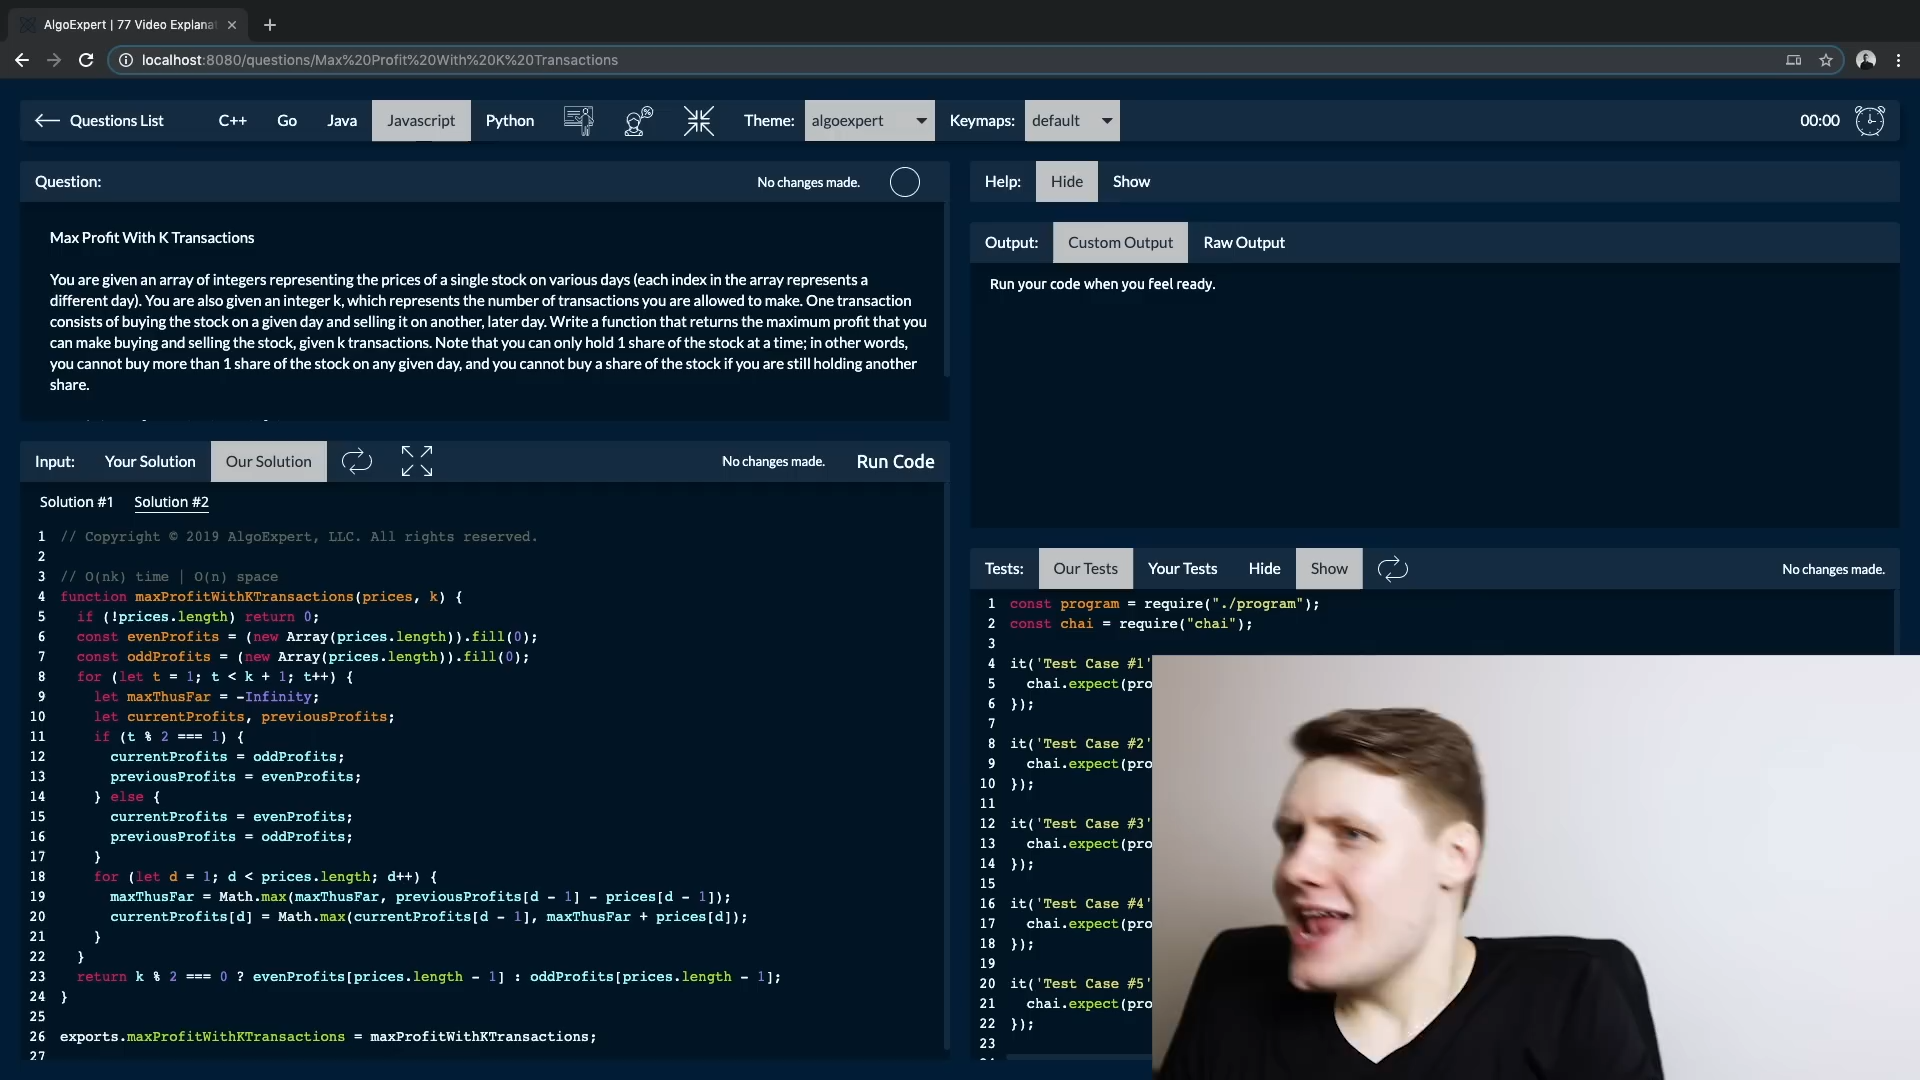 AlgoExpert | 77 Video Explana
localhost:8080/questions/Max%20Profit%20With%20K%20Transactions
Questions List
C++
Go
Java
Javascript
Python
Theme:
algoexpert
Keymaps:
default
00:00
Question:
No changes made.
Max Profit With K Transactions
You are given an array of integers representing the prices of a single stock on various days (each index in the array represents a
different day). You are also given an integer k, which represents the number of transactions you are allowed to make. One transaction
consists of buying the stock on a given day and selling it on another, later day. Write a function that returns the maximum profit that you
can make buying and selling the stock, given k transactions. Note that you can only hold 1 share of the stock at a time; in other words,
you cannot buy more than 1 share of the stock on any given day, and you cannot buy a share of the stock if you are still holding another
share.
Input:
Your Solution
Our Solution
No changes made.
Run Code
Solution #1
Solution #2
1 // Copyright © 2019 AlgoExpert, LLC. All rights reserved.
2
3 // O(nk) time | O(n) space
4 function maxProfitWithKTransactions(prices, k) {
5 if (!prices.length) return 0;
6 const evenProfits = (new Array(prices.length)).fill(0);
7 const oddProfits = (new Array(prices.length)).fill(0);
8 for (let t = 1; t < k + 1; t++) {
9 let maxThusFar = -Infinity;
10 let currentProfits, previousProfits;
11 if (t % 2 === 1) {
12 currentProfits = oddProfits;
13 previousProfits = evenProfits;
14 } else {
15 currentProfits = evenProfits;
16 previousProfits = oddProfits;
17 }
18 for (let d = 1; d < prices.length; d++) {
19 maxThusFar = Math.max(maxThusFar, previousProfits[d - 1] - prices[d - 1]);
20 currentProfits[d] = Math.max(currentProfits[d - 1], maxThusFar + prices[d]);
21 }
22 }
23 return k % 2 === 0 ? evenProfits[prices.length - 1] : oddProfits[prices.length - 1];
24 }
25
26 exports.maxProfitWithKTransactions = maxProfitWithKTransactions;
27
Help:
Hide
Show
Output:
Custom Output
Raw Output
Run your code when you feel ready.
Tests:
Our Tests
Your Tests
Hide
Show
No changes made.
1 const program = require("./program");
2 const chai = require("chai");
3
4 it('Test Case #1'
5 chai.expect(pro
6 });
7
8 it('Test Case #2'
9 chai.expect(pro
10 });
11
12 it('Test Case #3'
13 chai.expect(pro
14 });
15
16 it('Test Case #4'
17 chai.expect(pro
18 });
19
20 it('Test Case #5'
21 chai.expect(pro
22 });
23